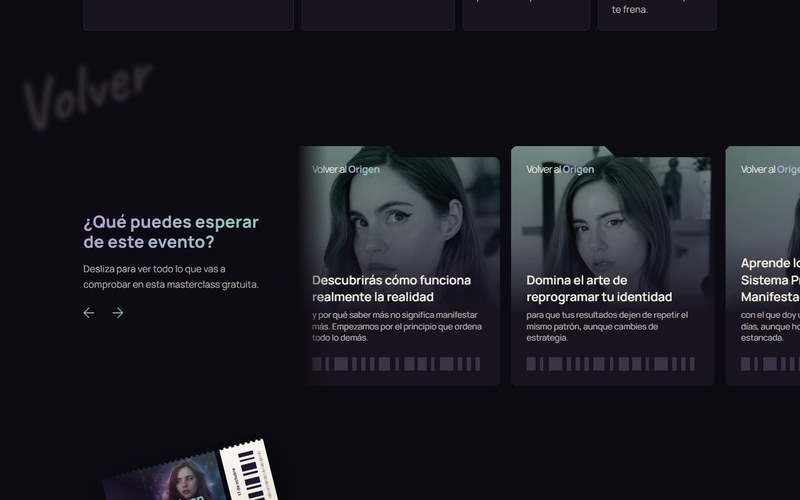 te frena.
Volver
¿Qué puedes esperar
de este evento?
Desliza para ver todo lo que vas a
comprobar en esta masterclass gratuita.
Volver al Origen
Descubrirás cómo funciona
realmente la realidad
y por qué saber más no significa manifestar
más. Empezamos por el principio que ordena
todo lo demás.
Volver al Origen
Domina el arte de
reprogramar tu identidad
para que tus resultados dejen de repetir el
mismo patrón, aunque cambies de
estrategia.
Volver al Orige
Aprende lo
Sistema Pr
Manifesta
con el que doy
días, aunque h
estancada.